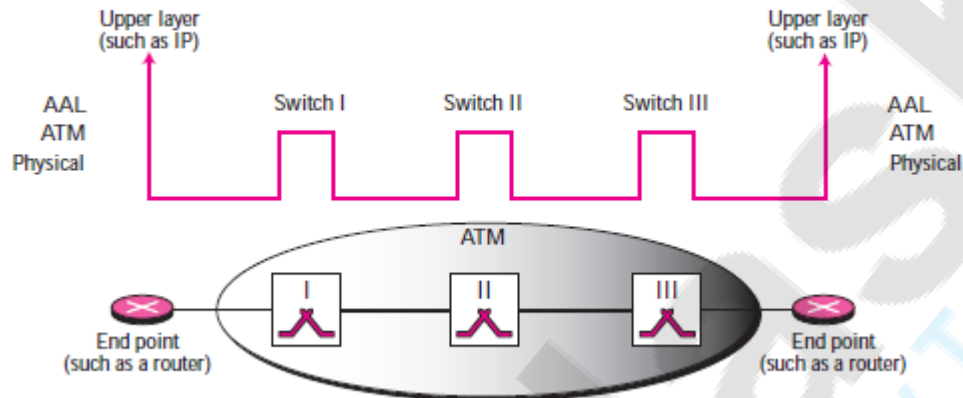 Upper layer
(such as IP)
Upper layer
(such as IP)
Switch I
Switch II
Switch III
AAL
ATM
Physical
AAL
ATM
Physical
ATM
I
II
III
End point
(such as a router)
End point
(such as a router)